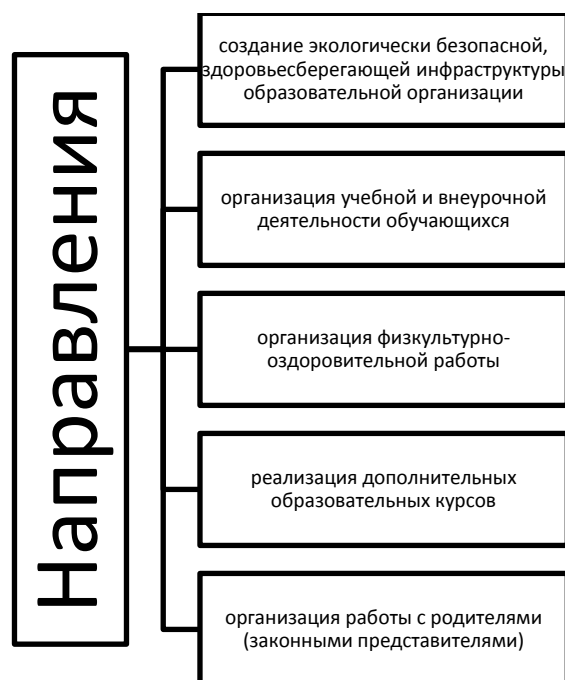 Направления
создание экологически безопасной,
здоровьесберегающей инфраструктуры
образовательной организации
организация учебной и внеурочной
деятельности обучающихся
организация физкультурно-
оздоровительной работы
реализация дополнительных
образовательных курсов
организация работы с родителями
(законными представителями)